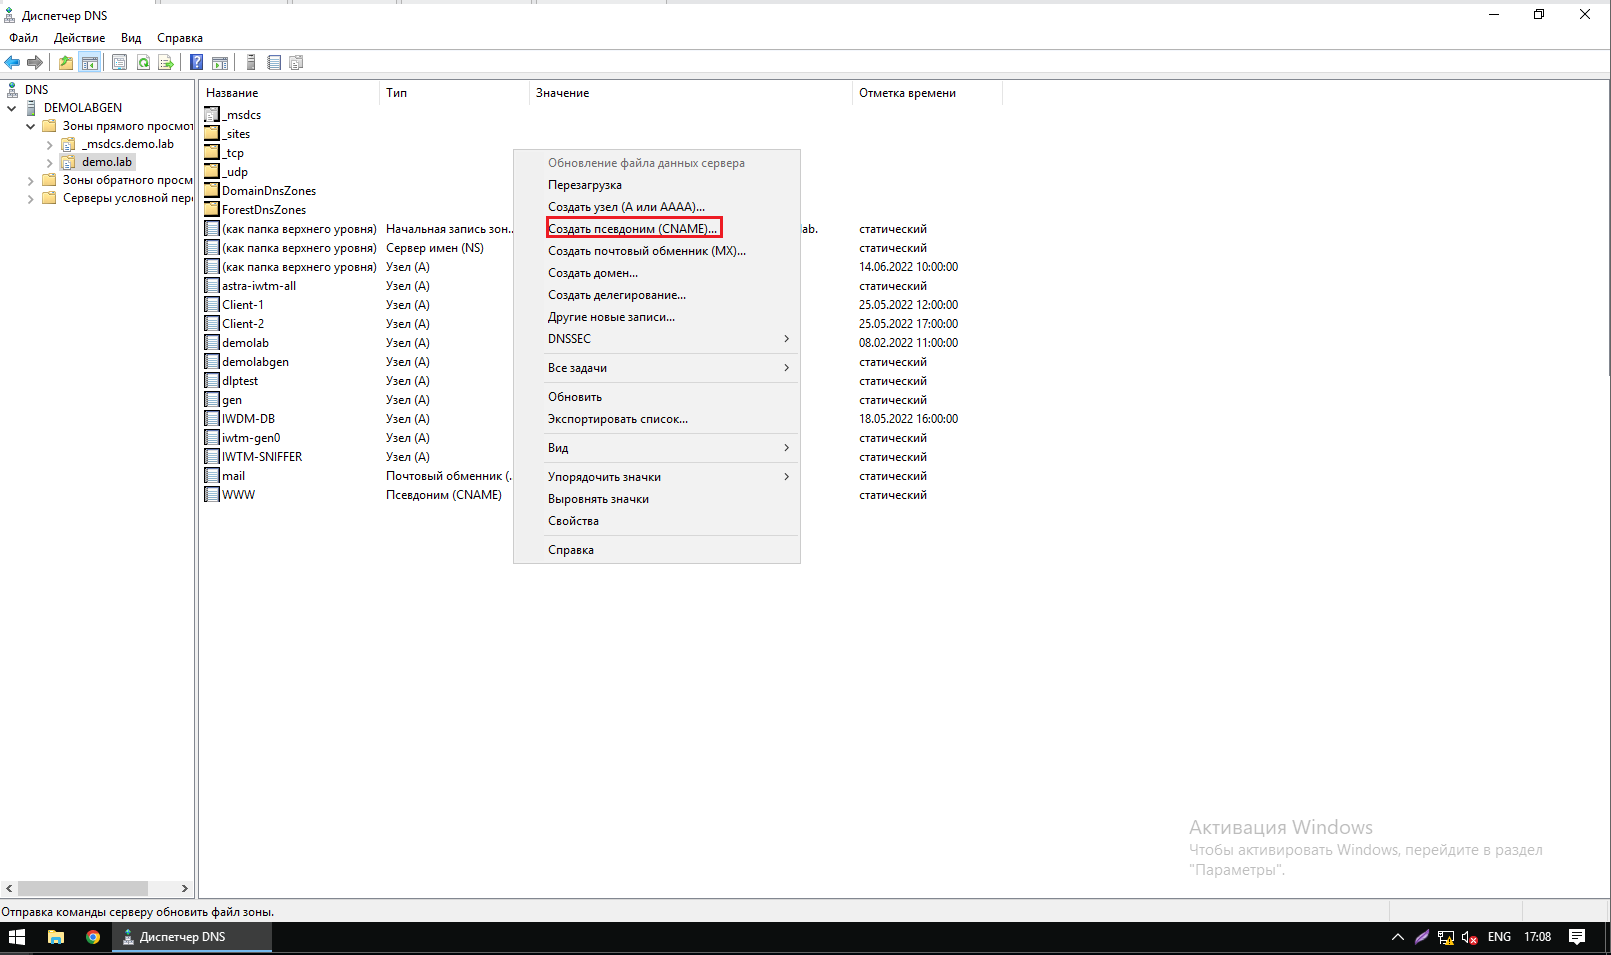 Диспетчер DNS
Файл Действие Вид Справка
DNS
DEMOLABGEN
Зоны прямого просмот
_msdcs.demo.lab
demo.lab
Зоны обратного просм
Серверы условной пер
Название Тип Значение Отметка времени
_msdcs
_sites
_tcp
_udp
DomainDnsZones
ForestDnsZones
(как папка верхнего уровня) Начальная запись зон... ab. статический
(как папка верхнего уровня) Сервер имен (NS) статический
(как папка верхнего уровня) Узел (A) 14.06.2022 10:00:00
astra-iwtm-all Узел (A) статический
Client-1 Узел (A) 25.05.2022 12:00:00
Client-2 Узел (A) 25.05.2022 17:00:00
demolab Узел (A) 08.02.2022 11:00:00
demolabgen Узел (A) статический
dlptest Узел (A) статический
gen Узел (A) статический
IWDM-DB Узел (A) 18.05.2022 16:00:00
iwtm-gen0 Узел (A) статический
IWTM-SNIFFER Узел (A) статический
mail Почтовый обменник (.. статический
WWW Псевдоним (CNAME) статический
Обновление файла данных сервера
Перезагрузка
Создать узел (A или AAAA)...
Создать псевдоним (CNAME)...
Создать почтовый обменник (MX)...
Создать домен...
Создать делегирование...
Другие новые записи...
DNSSEC
Все задачи
Обновить
Экспортировать список...
Вид
Упорядочить значки
Выровнять значки
Свойства
Справка
Активация Windows
Чтобы активировать Windows, перейдите в раздел
"Параметры".
Отправка команды серверу обновить файл зоны.
Диспетчер DNS ENG 17:08